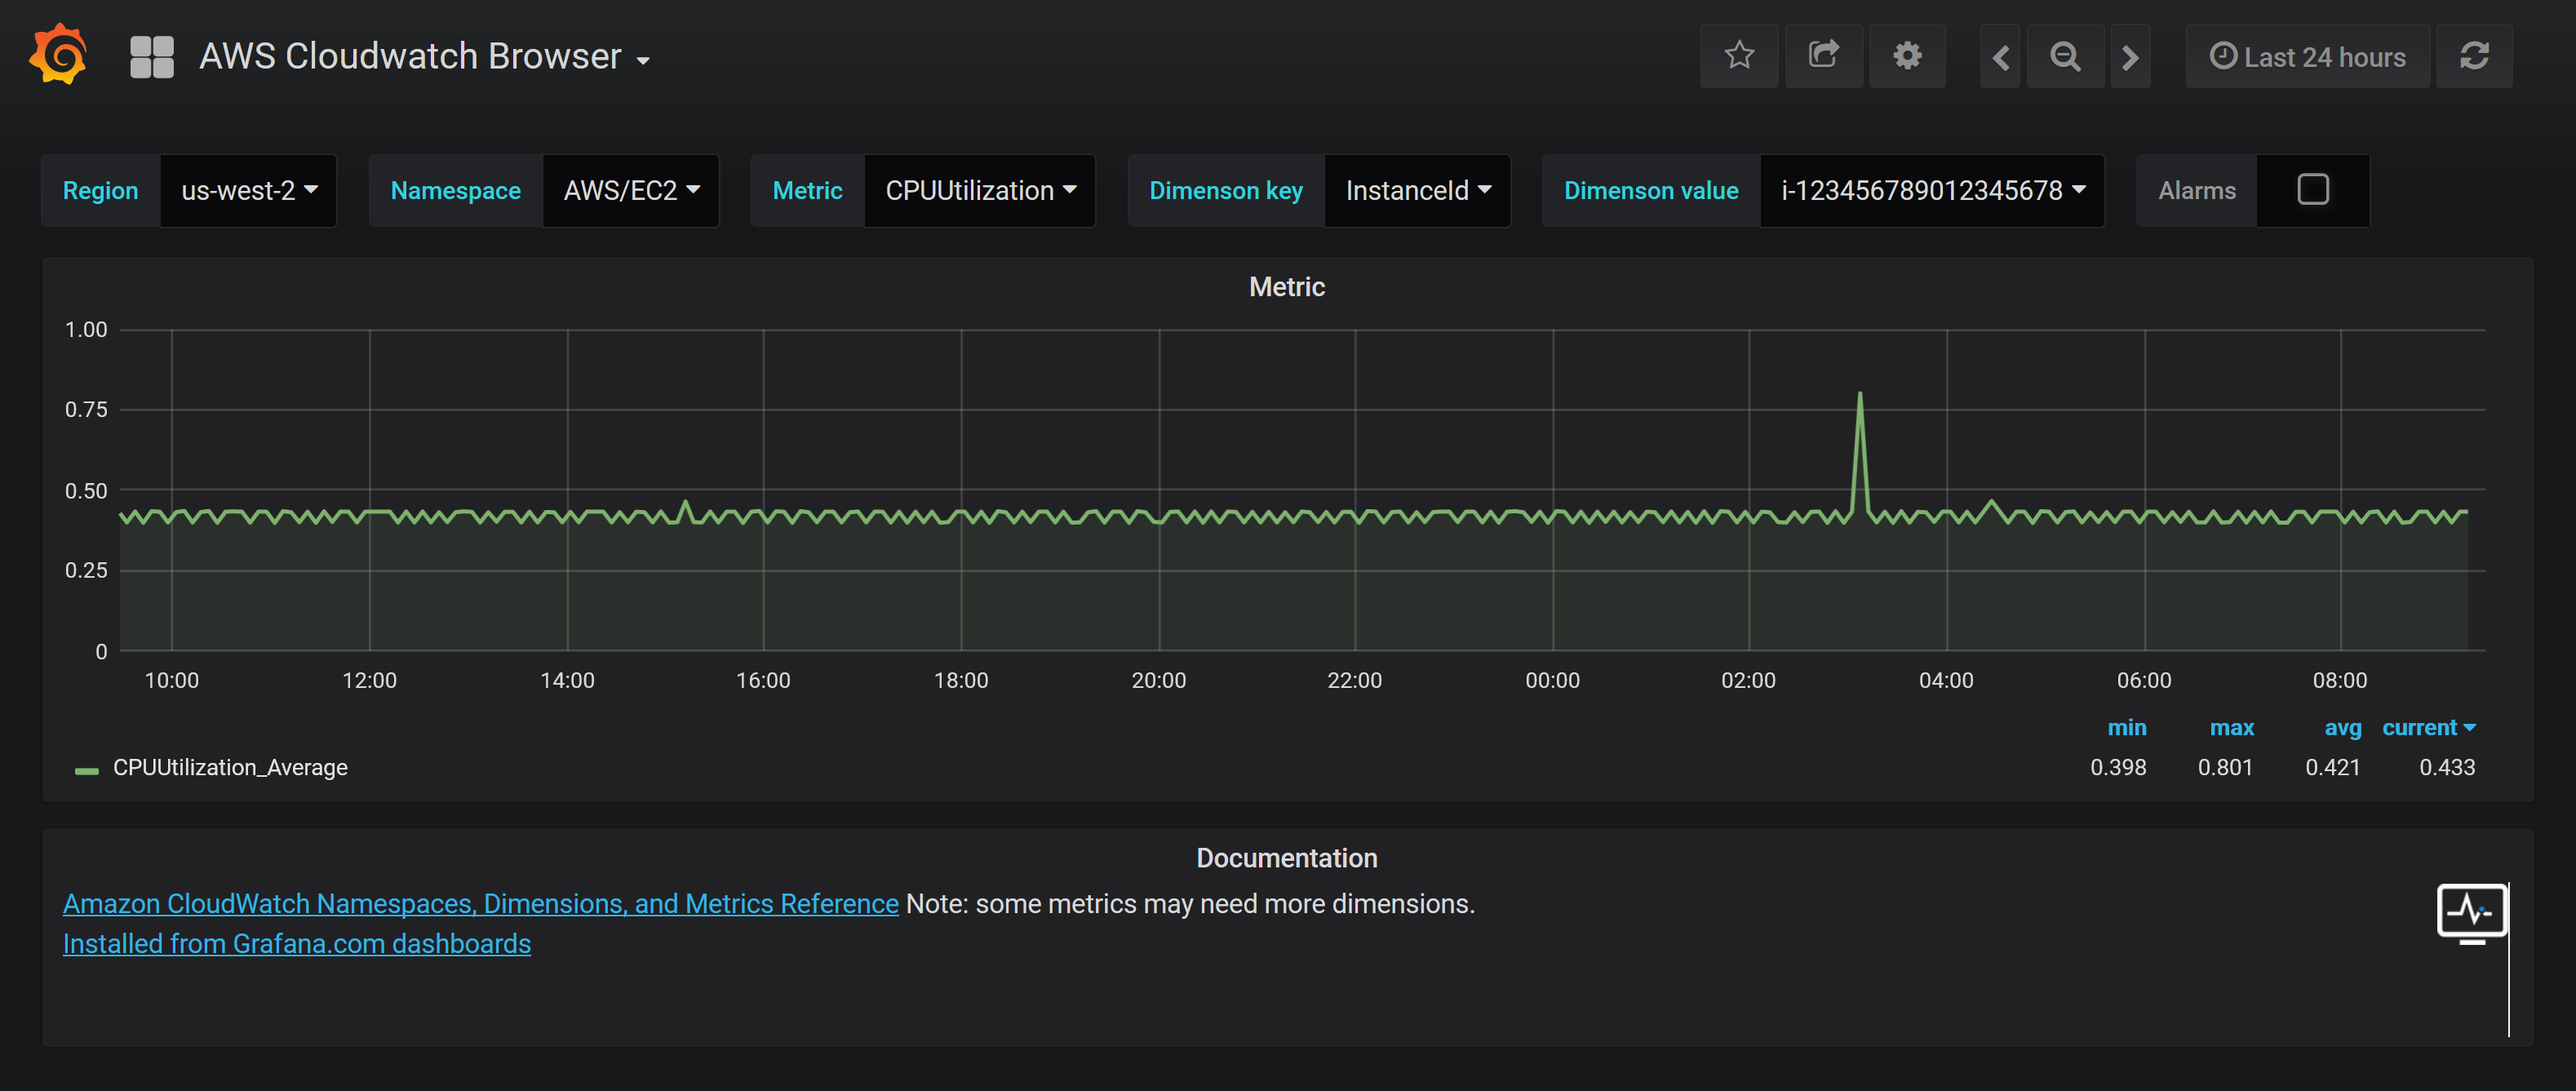 AWS Cloudwatch Browser
Last 24 hours
Region us-west-2 Namespace AWS/EC2 Metric CPUUtilization Dimenson key InstanceId Dimenson value i-123456789012345678 Alarms
Metric
1.00
0.75
0.50
0.25
0
10:00 12:00 14:00 16:00 18:00 20:00 22:00 00:00 02:00 04:00 06:00 08:00
min max avg current
CPUUtilization_Average 0.398 0.801 0.421 0.433
Documentation
Amazon CloudWatch Namespaces, Dimensions, and Metrics Reference Note: some metrics may need more dimensions.
Installed from Grafana.com dashboards